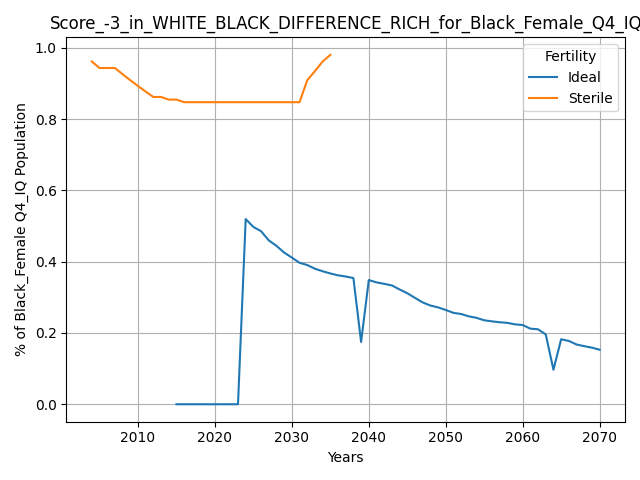 Score_-3_in_WHITE_BLACK_DIFFERENCE_RICH_for_Black_Female_Q4_IQ
% of Black_Female Q4_IQ Population
1.0
0.8
0.6
0.4
0.2
0.0
Fertility
Ideal
Sterile
2010 2020 2030 2040 2050 2060 2070
Years